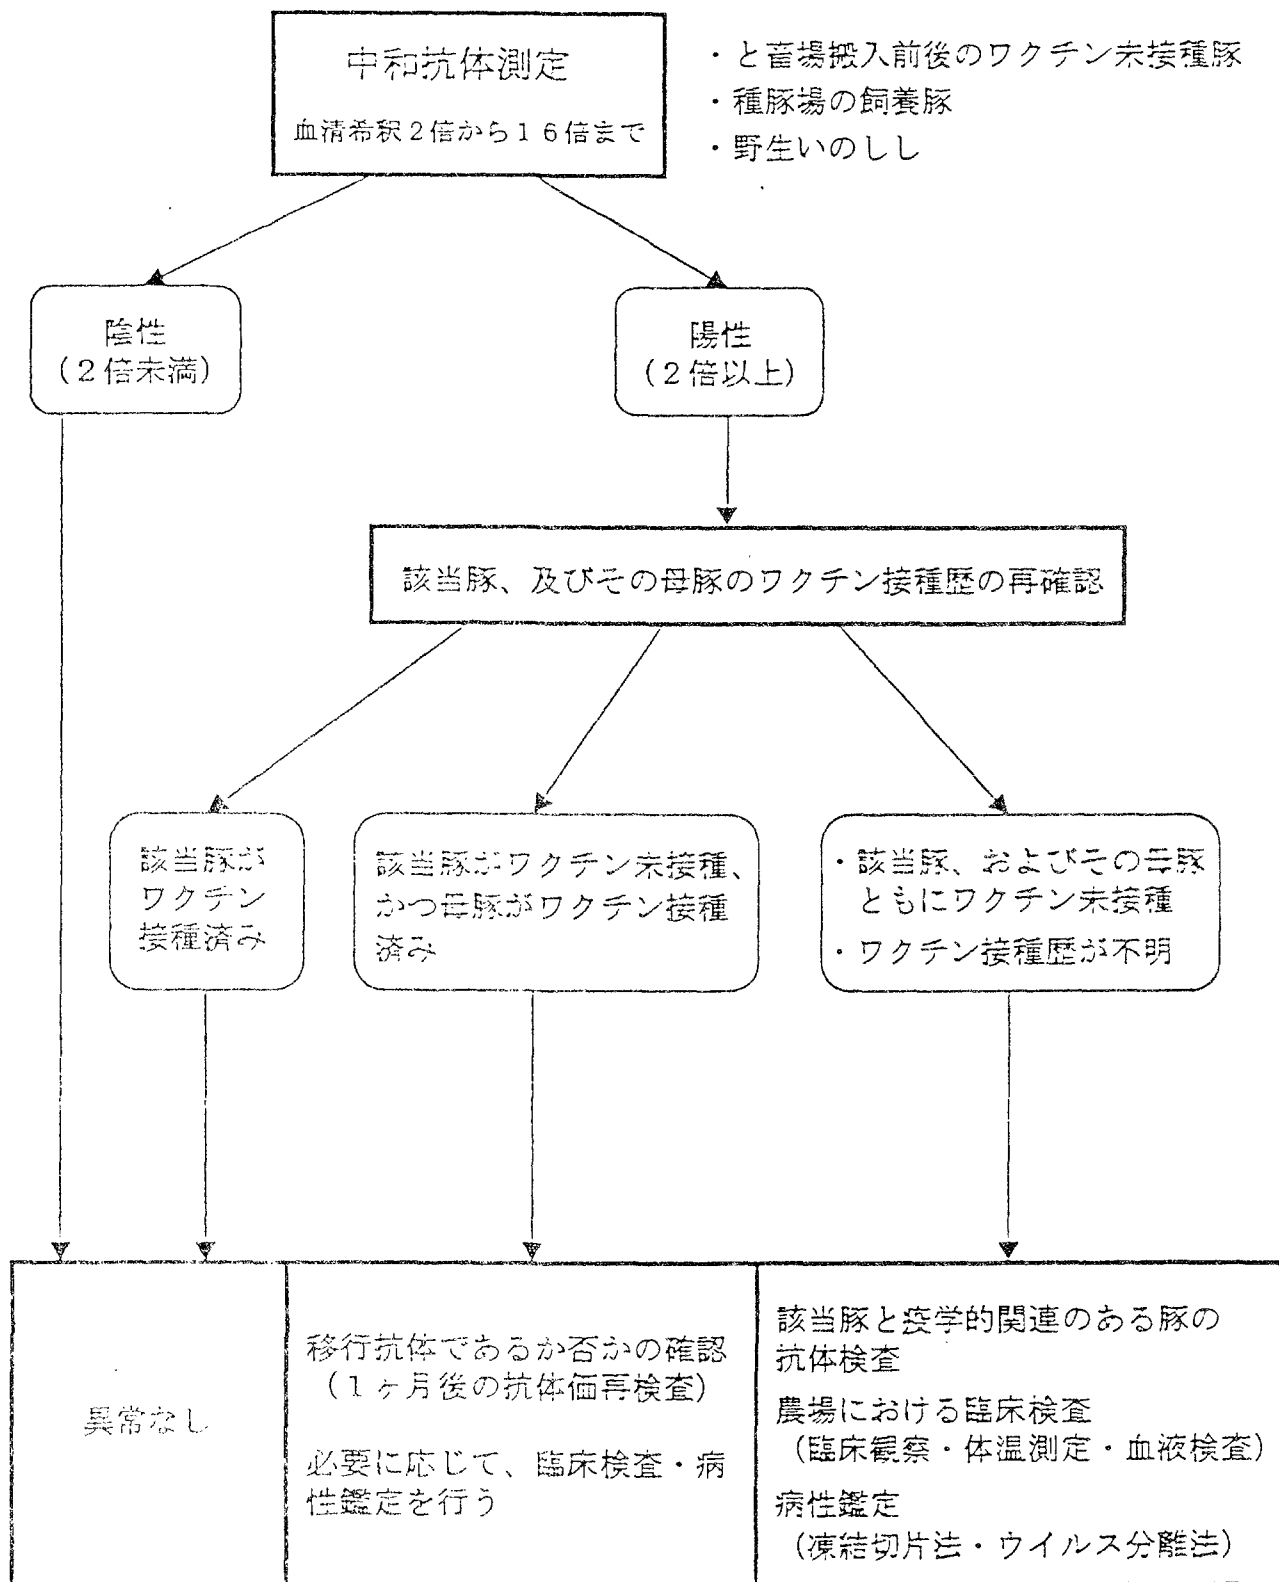 中和抗体測定
血清希釈２倍から１６倍まで
・と畜場搬入前後のワクチン未接種豚
・種豚場の飼養豚
・野生いのしし
陰性
（２倍未満）
陽性
（２倍以上）
該当豚、及びその母豚のワクチン接種歴の再確認
該当豚が
ワクチン
接種済み
該当豚がワクチン未接種、
かつ母豚がワクチン接種
済み
・該当豚、およびその母豚
ともにワクチン未接種
・ワクチン接種歴が不明
異常なし
移行抗体であるか否かの確認
（１ヶ月後の抗体価再検査）
必要に応じて、臨床検査・病
性鑑定を行う
該当豚と疫学的関連のある豚の
抗体検査
農場における臨床検査
（臨床観察・体温測定・血液検査）
病性鑑定
（凍結切片法・ウイルス分離法）